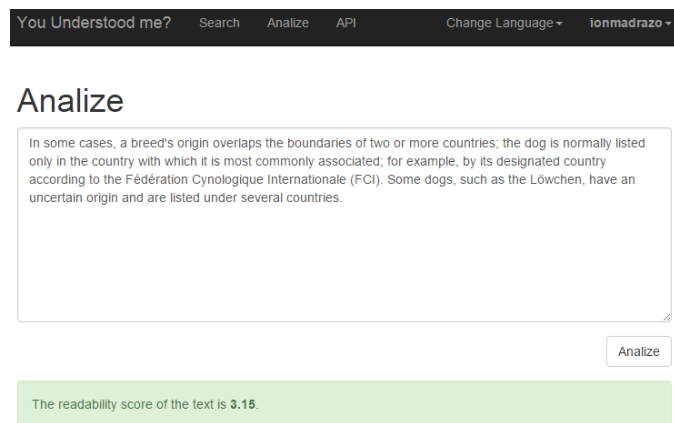 You Understood me? Search Analize API Change Language ionmadrazo
Analize
In some cases, a breed's origin overlaps the boundaries of two or more countries; the dog is normally listed
only in the country with which it is most commonly associated; for example, by its designated country
according to the Fédération Cynologique Internationale (FCI). Some dogs, such as the Löwchen, have an
uncertain origin and are listed under several countries.
Analize
The readability score of the text is 3.15.